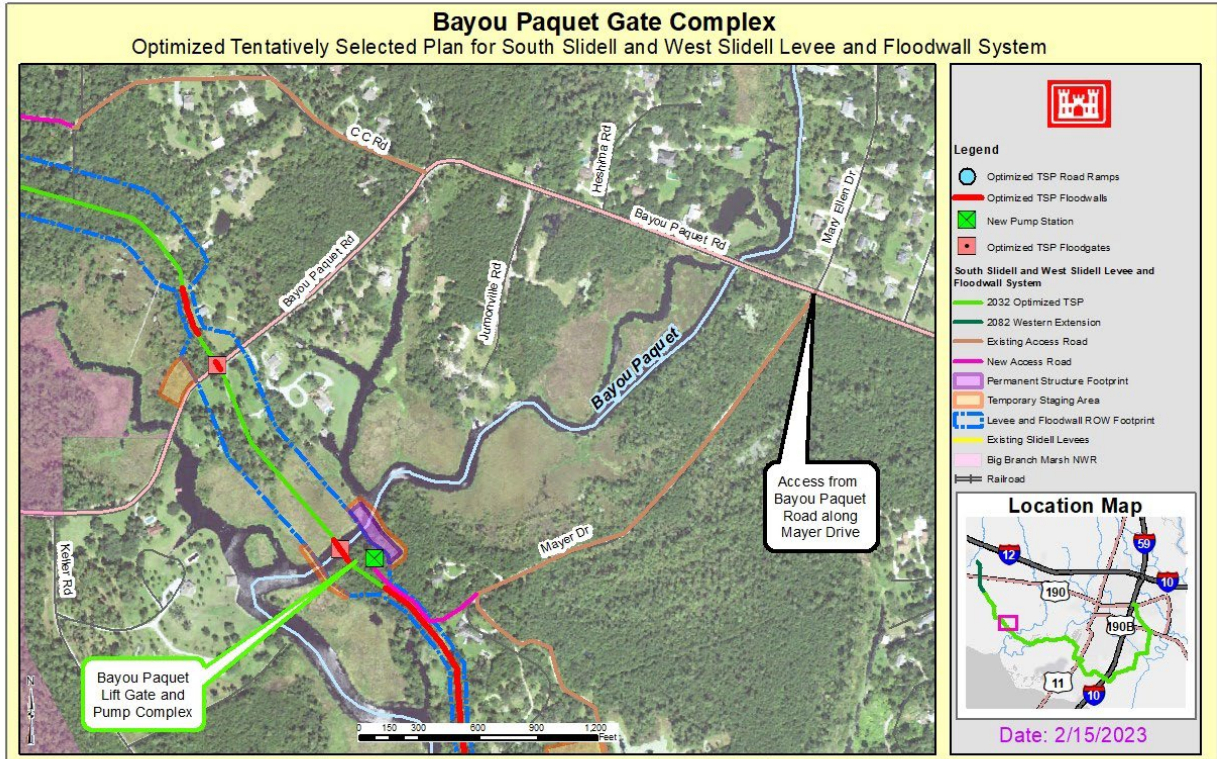 Bayou Paquet Gate Complex
Optimized Tentatively Selected Plan for South Slidell and West Slidell Levee and Floodwall System
C C Rd
Heshima Rd
Mary Ellen Dr
Bayou Paquet Rd
Bayou Paquet Rd
Jumonville Rd
Bayou Paquet
Access from
Bayou Paquet
Road along
Mayer Drive
Mayer Dr
Keller Rd
Bayou Paquet
Lift Gate and
Pump Complex
N
0 150 300 600 900 1,200
Feet
Legend
Optimized TSP Road Ramps
Optimized TSP Floodwalls
New Pump Station
Optimized TSP Floodgates
South Slidell and West Slidell Levee and
Floodwall System
2032 Optimized TSP
2082 Western Extension
Existing Access Road
New Access Road
Permanent Structure Footprint
Temporary Staging Area
Levee and Floodwall ROW Footprint
Existing Slidell Levees
Big Branch Marsh NWR
Railroad
Location Map
59
12
10
190
190B
11
10
Date: 2/15/2023